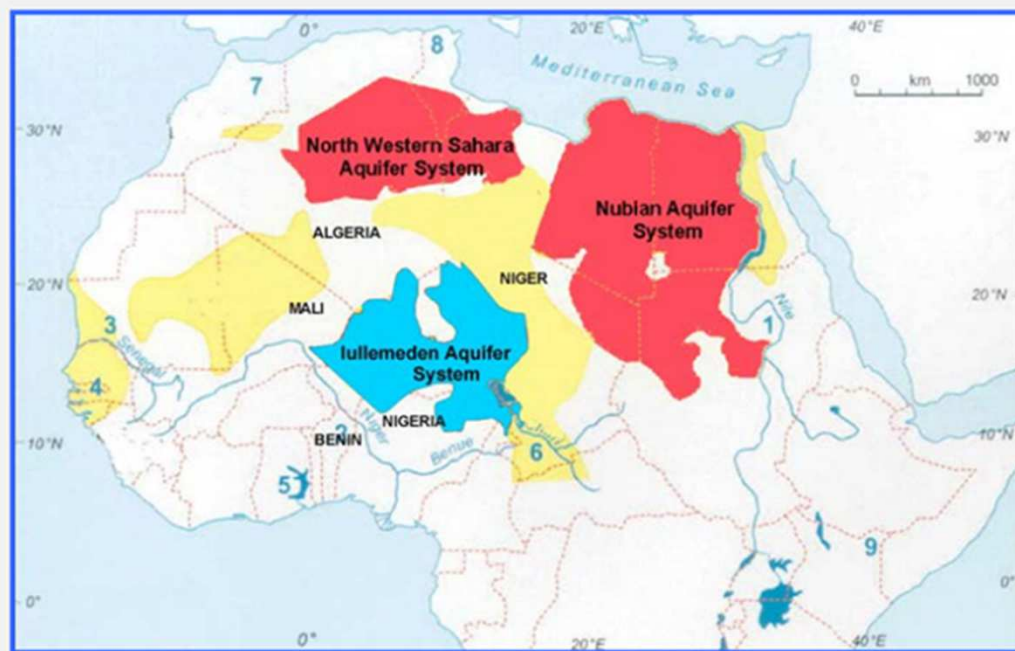 0°
20°E
40°E
8
7
Mediterranean Sea
0 km 1000
30°N
30°N
North Western Sahara
Aquifer System
Nubian Aquifer
System
ALGERIA
NIGER
20°N
20°N
MALI
Nile
1
3
Senegal
Iullemeden Aquifer
System
4
NIGERIA
Niger
2
BENIN
10°N
10°N
Benue
6
5
9
0°
0°
0°
20°E
40°E